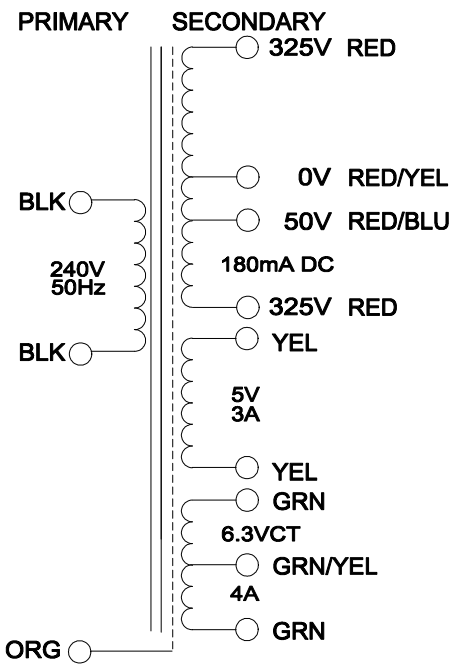 PRIMARY SECONDARY
325V RED
0V RED/YEL
BLK
50V RED/BLU
240V
50Hz
180mA DC
325V RED
BLK
YEL
5V
3A
YEL
GRN
6.3VCT
GRN/YEL
4A
GRN
ORG